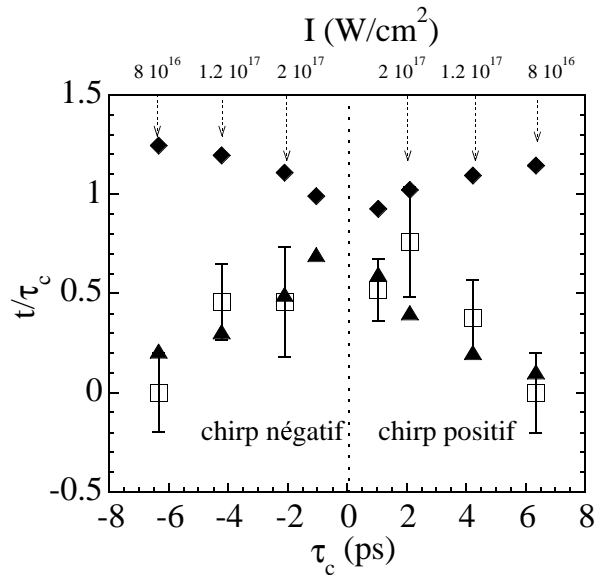 I (W/cm²)
8 10¹⁶ 1.2 10¹⁷ 2 10¹⁷ 2 10¹⁷ 1.2 10¹⁷ 8 10¹⁶
1.5
1
0.5
0
-0.5
t/τc
chirp négatif chirp positif
-8 -6 -4 -2 0 2 4 6 8
τc (ps)